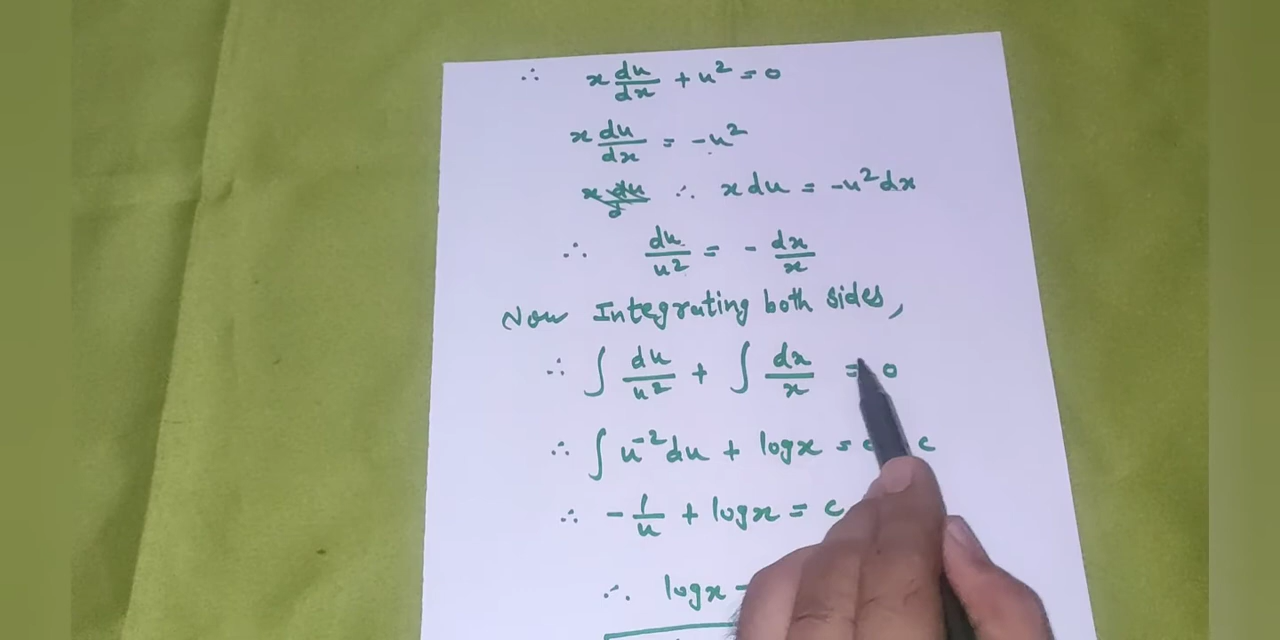 ∴ x du/dx + u² = 0
x du/dx = -u²
∴ x du = -u² dx
∴ du/u² = - dx/x
Now Integrating both sides,
∴ ∫ du/u² + ∫ dx/x = 0
∴ ∫ u⁻² du + log x = c
∴ -1/u + log x = c
∴ log x -